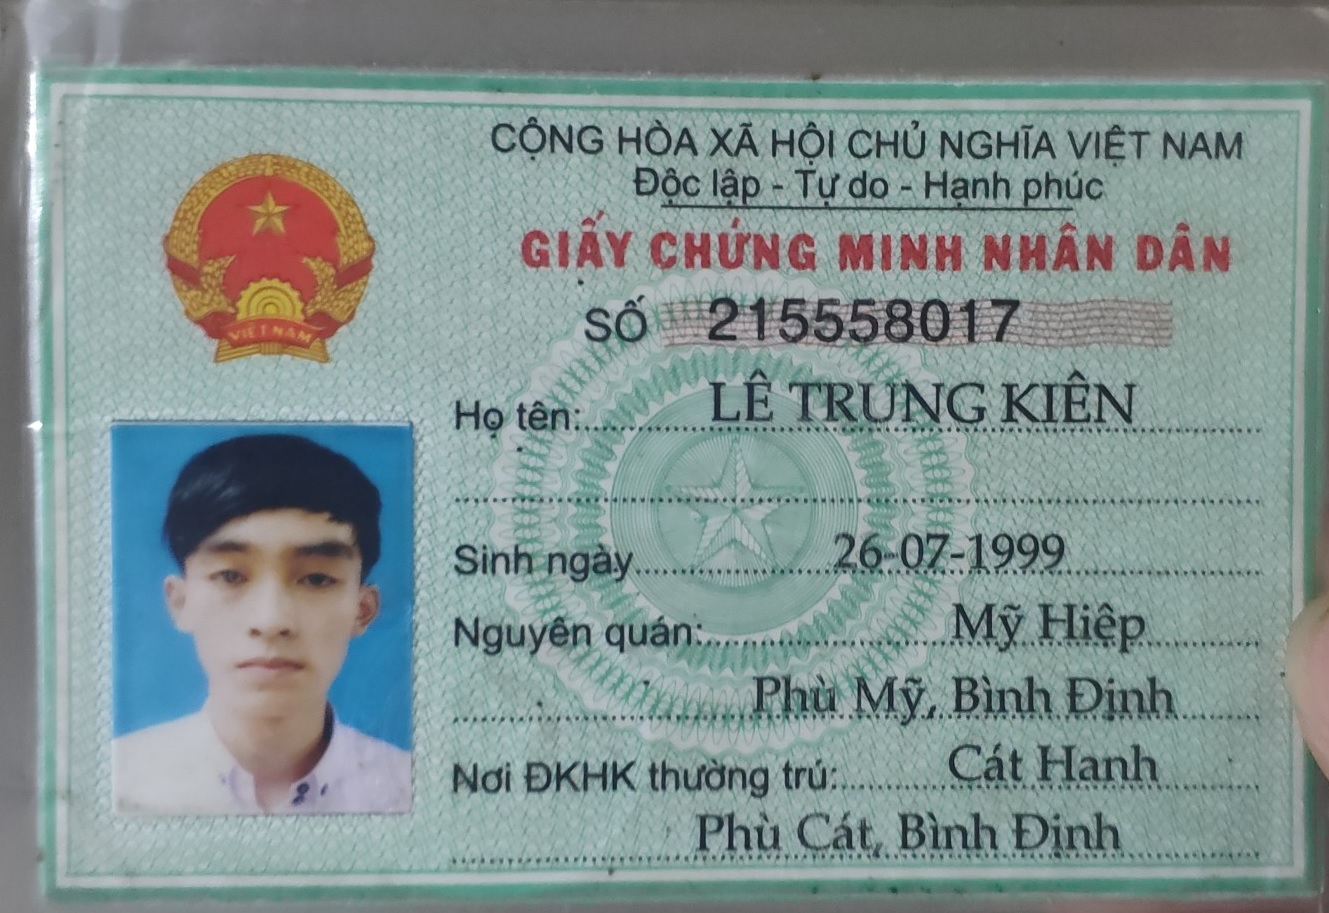 CỘNG HÒA XÃ HỘI CHỦ NGHĨA VIỆT NAM
Độc lập - Tự do - Hạnh phúc
GIẤY CHỨNG MINH NHÂN DÂN
SỐ 215558017
VIỆT NAM
Họ tên: LÊ TRUNG KIÊN
Sinh ngày 26-07-1999
Nguyên quán: Mỹ Hiệp
Phù Mỹ, Bình Định
Nơi ĐKHK thường trú: Cát Hanh
Phù Cát, Bình Định